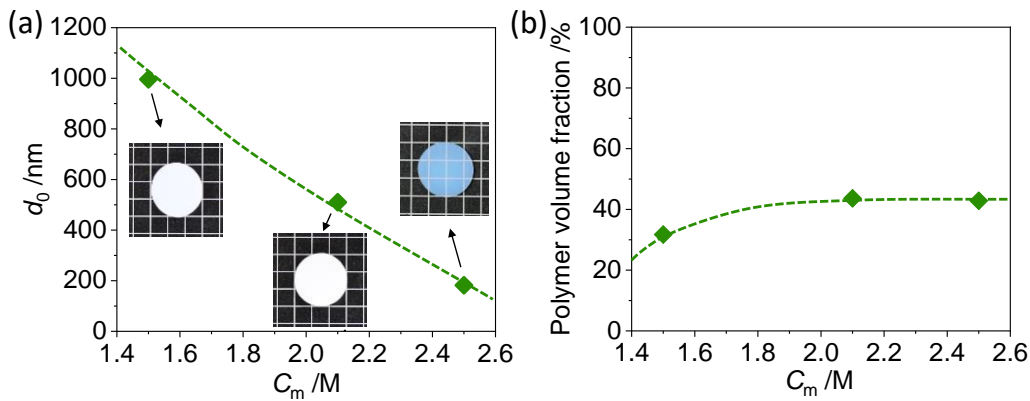 (a)
1200
1000
800
600
400
200
0
d₀ /nm
1.4 1.6 1.8 2.0 2.2 2.4 2.6
Cₘ /M
(b)
100
80
60
40
20
0
Polymer volume fraction /%
1.4 1.6 1.8 2.0 2.2 2.4 2.6
Cₘ /M